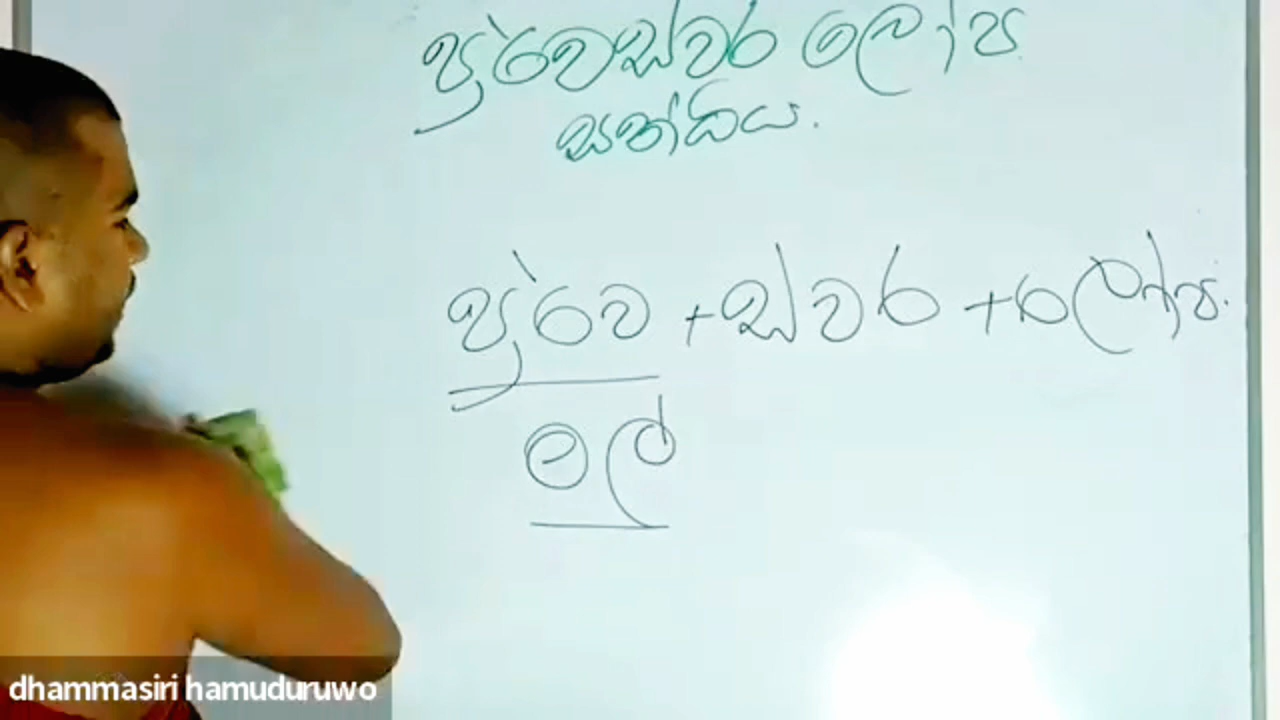 පූර්වස්වර ලෝප
සන්ධිය.
පූර්ව + ස්වර + ලෝප.
මුල්
dhammasiri hamuduruwo